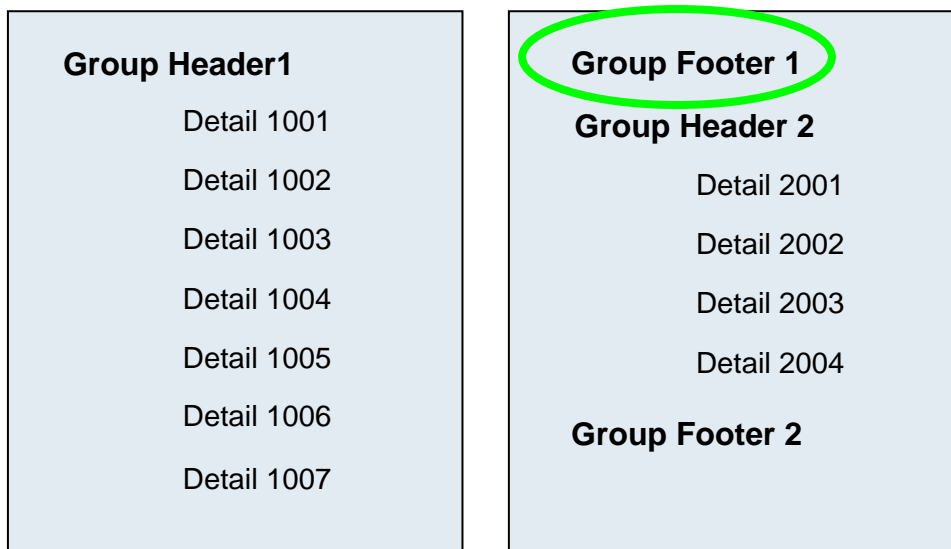 Group Header1
Detail 1001
Detail 1002
Detail 1003
Detail 1004
Detail 1005
Detail 1006
Detail 1007
Group Footer 1
Group Header 2
Detail 2001
Detail 2002
Detail 2003
Detail 2004
Group Footer 2